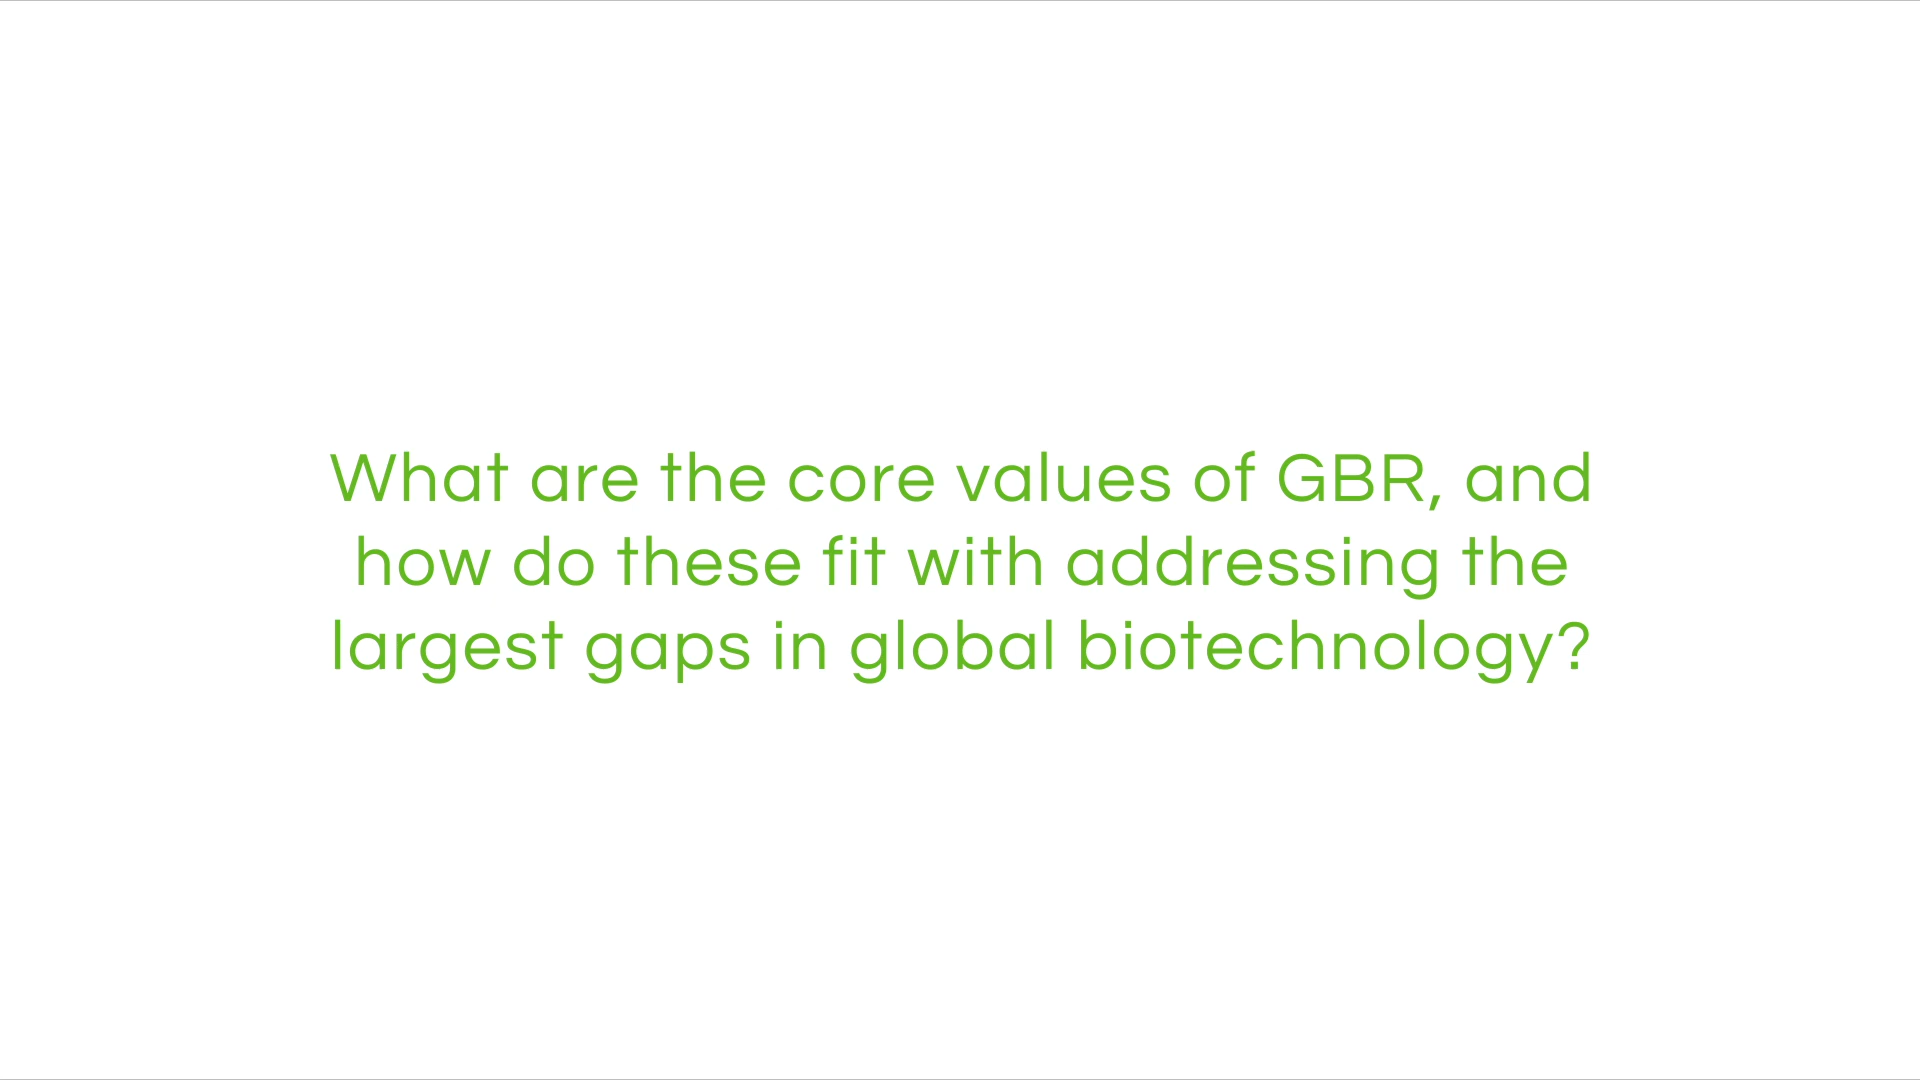 What are the core values of GBR, and
how do these fit with addressing the
largest gaps in global biotechnology?